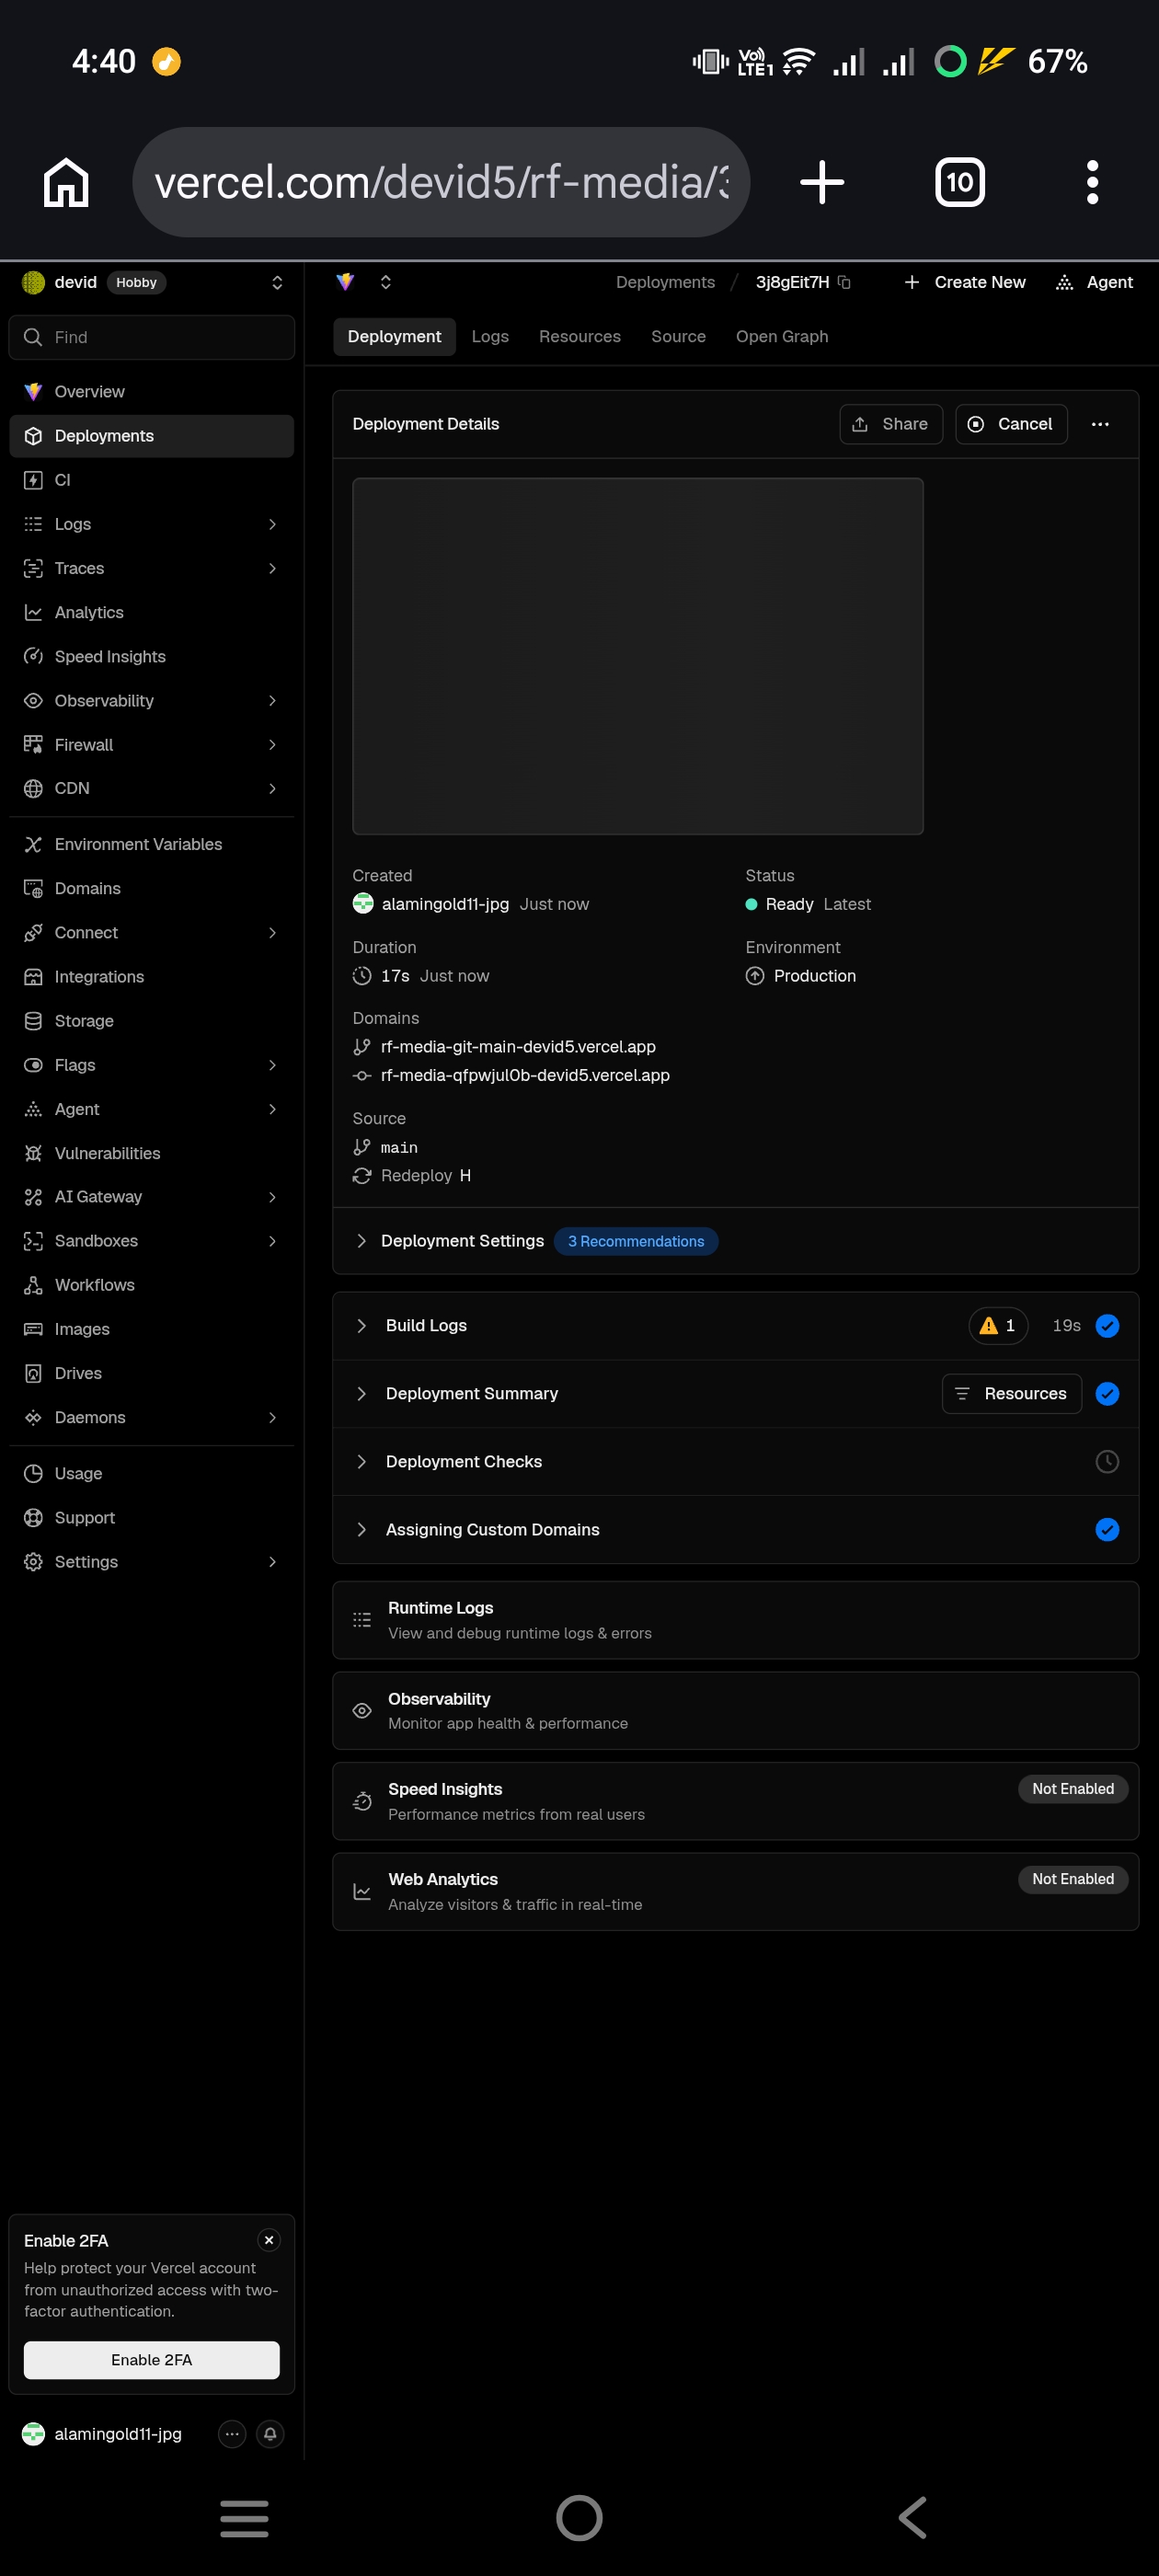 4:40
Vo)) LTE1
67%
vercel.com/devid5/rf-media/3
10
devid Hobby
Deployments / 3j8gEit7H
Create New
Agent
Find
Deployment Logs Resources Source Open Graph
Overview
Deployments
CI
Logs
Traces
Analytics
Speed Insights
Observability
Firewall
CDN
Environment Variables
Domains
Connect
Integrations
Storage
Flags
Agent
Vulnerabilities
AI Gateway
Sandboxes
Workflows
Images
Drives
Daemons
Usage
Support
Settings
Deployment Details
Share
Cancel
Created
alamingold11-jpg Just now
Status
Ready Latest
Duration
17s Just now
Environment
Production
Domains
rf-media-git-main-devid5.vercel.app
rf-media-qfpwjul0b-devid5.vercel.app
Source
main
Redeploy H
Deployment Settings 3 Recommendations
Build Logs 1 19s
Deployment Summary Resources
Deployment Checks
Assigning Custom Domains
Runtime Logs
View and debug runtime logs & errors
Observability
Monitor app health & performance
Speed Insights Not Enabled
Performance metrics from real users
Web Analytics Not Enabled
Analyze visitors & traffic in real-time
Enable 2FA
Help protect your Vercel account
from unauthorized access with two-
factor authentication.
Enable 2FA
alamingold11-jpg